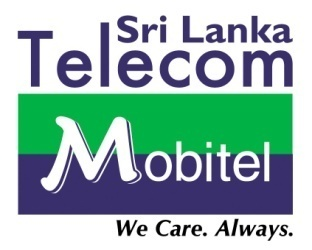 Sri Lanka
Telecom
Mobitel
We Care. Always.